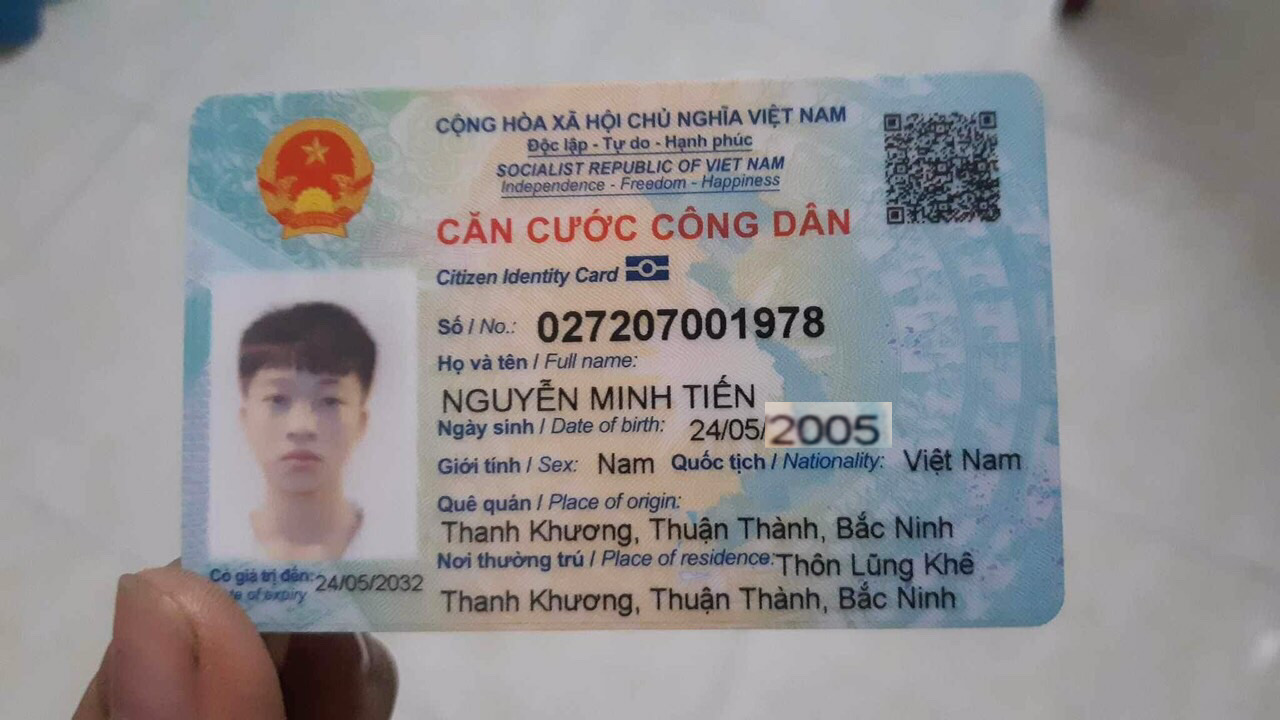 CỘNG HÒA XÃ HỘI CHỦ NGHĨA VIỆT NAM
Độc lập - Tự do - Hạnh phúc
SOCIALIST REPUBLIC OF VIET NAM
Independence - Freedom - Happiness
CĂN CƯỚC CÔNG DÂN
Citizen Identity Card
Số / No.: 027207001978
Họ và tên / Full name:
NGUYỄN MINH TIẾN
Ngày sinh / Date of birth: 24/05/2005
Giới tính / Sex: Nam Quốc tịch / Nationality: Việt Nam
Quê quán / Place of origin:
Thanh Khương, Thuận Thành, Bắc Ninh
Nơi thường trú / Place of residence: Thôn Lũng Khê
Thanh Khương, Thuận Thành, Bắc Ninh
Có giá trị đến: 24/05/2032
of expiry